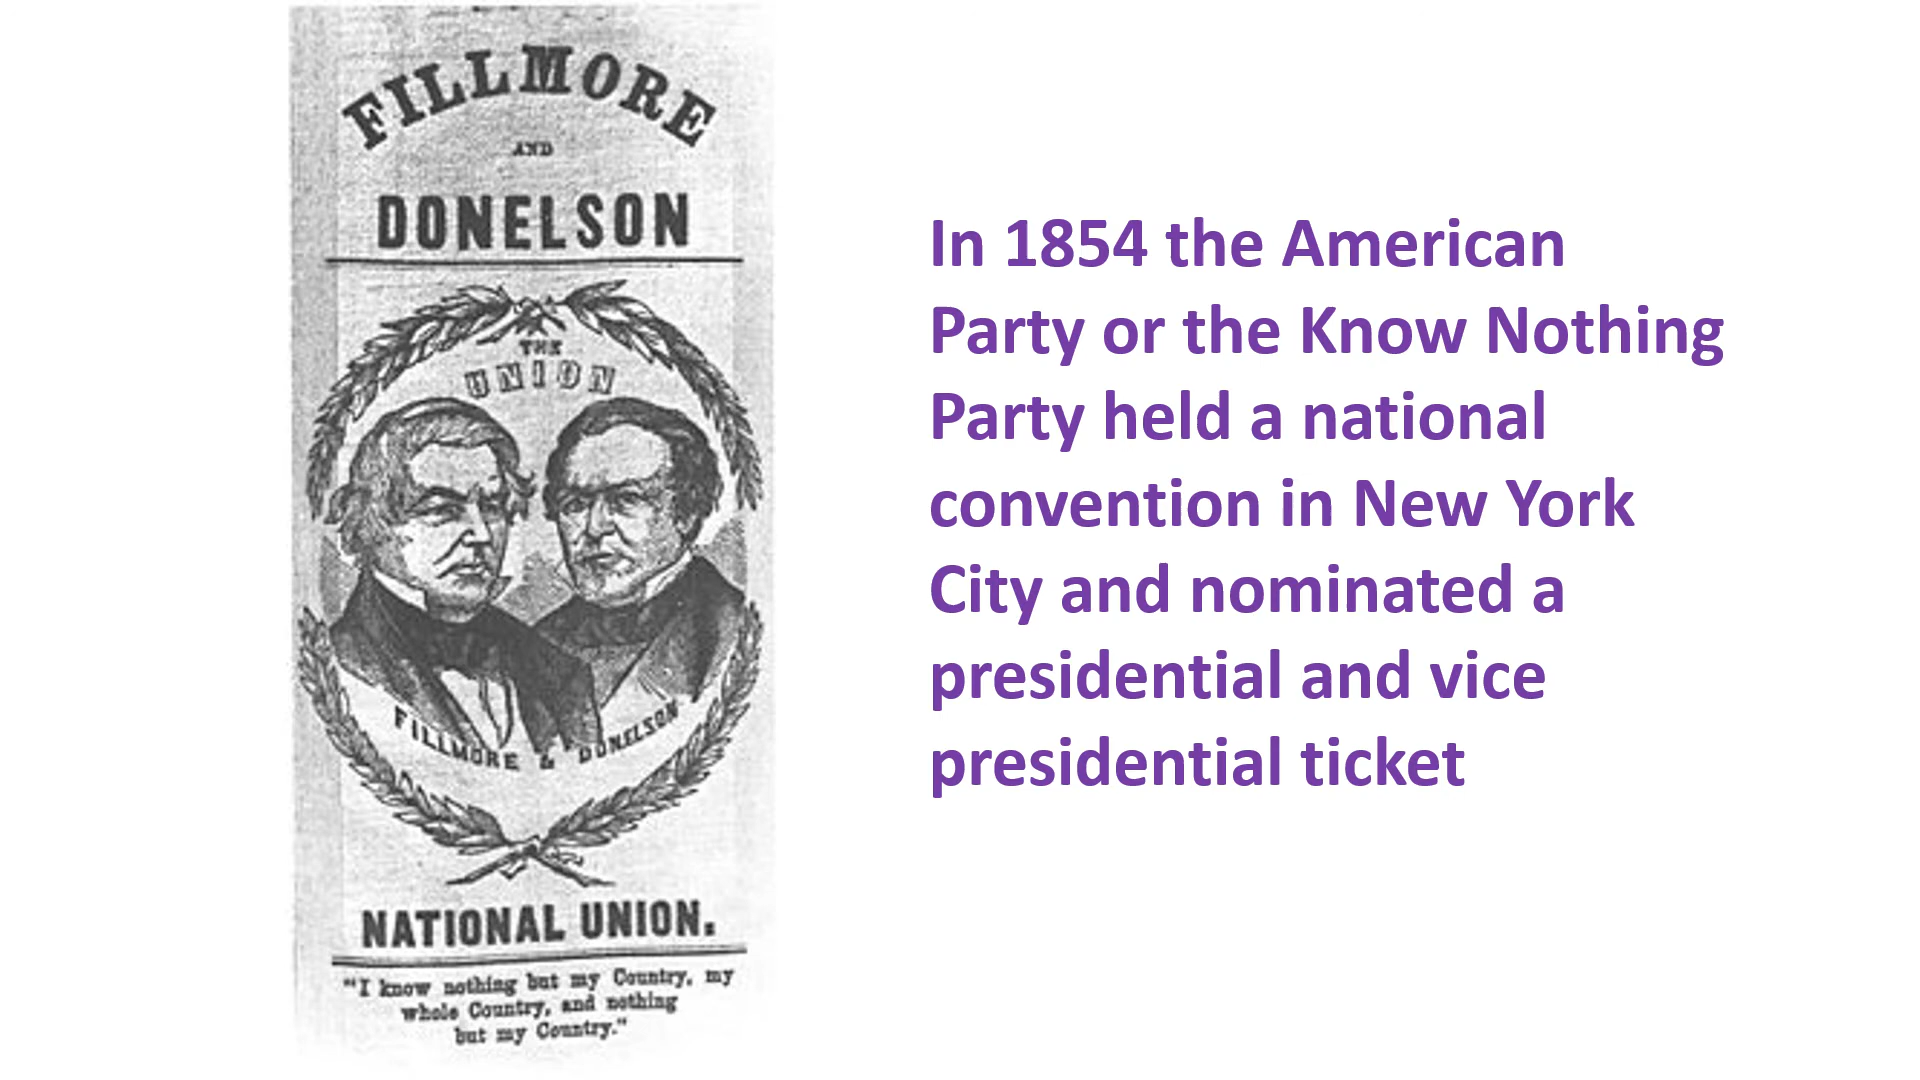 FILLMORE
AND
DONELSON
THE
UNION
FILLMORE & DONELSON
NATIONAL UNION.
"I know nothing but my Country, my
whole Country, and nothing
but my Country."
In 1854 the American
Party or the Know Nothing
Party held a national
convention in New York
City and nominated a
presidential and vice
presidential ticket